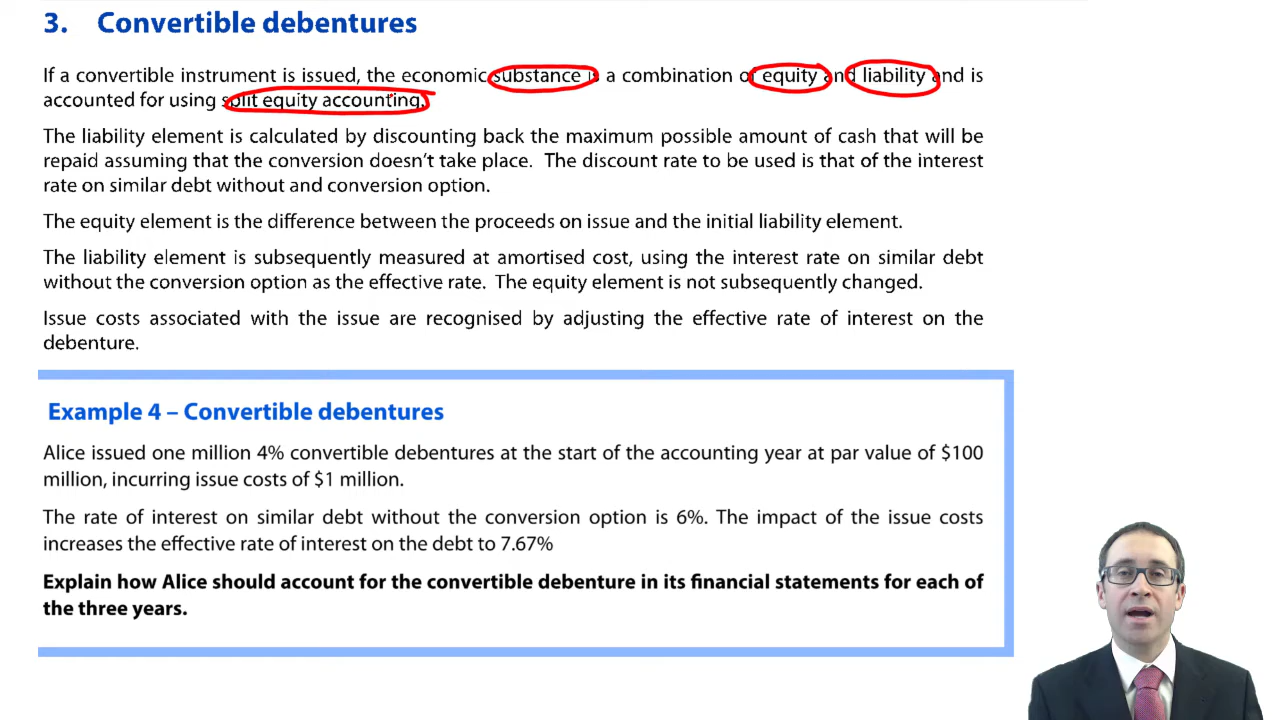 3. Convertible debentures
If a convertible instrument is issued, the economic substance is a combination of equity and liability and is
accounted for using split equity accounting.
The liability element is calculated by discounting back the maximum possible amount of cash that will be
repaid assuming that the conversion doesn't take place. The discount rate to be used is that of the interest
rate on similar debt without and conversion option.
The equity element is the difference between the proceeds on issue and the initial liability element.
The liability element is subsequently measured at amortised cost, using the interest rate on similar debt
without the conversion option as the effective rate. The equity element is not subsequently changed.
Issue costs associated with the issue are recognised by adjusting the effective rate of interest on the
debenture.
Example 4 – Convertible debentures
Alice issued one million 4% convertible debentures at the start of the accounting year at par value of $100
million, incurring issue costs of $1 million.
The rate of interest on similar debt without the conversion option is 6%. The impact of the issue costs
increases the effective rate of interest on the debt to 7.67%
Explain how Alice should account for the convertible debenture in its financial statements for each of
the three years.